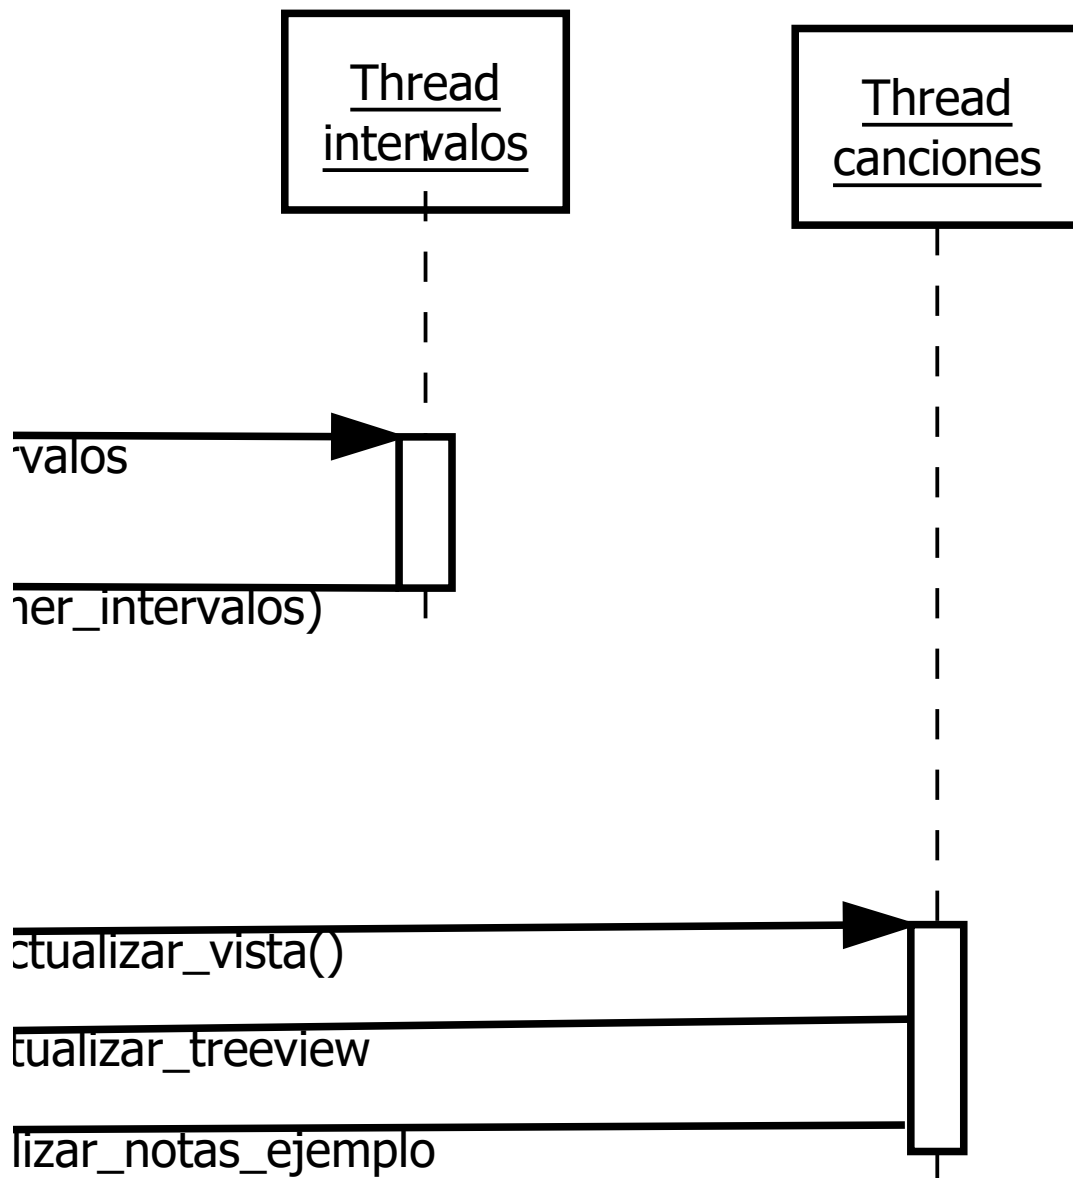 Thread
intervalos
Thread
canciones
rvalos
ner_intervalos)
ctualizar_vista()
tualizar_treeview
lizar_notas_ejemplo